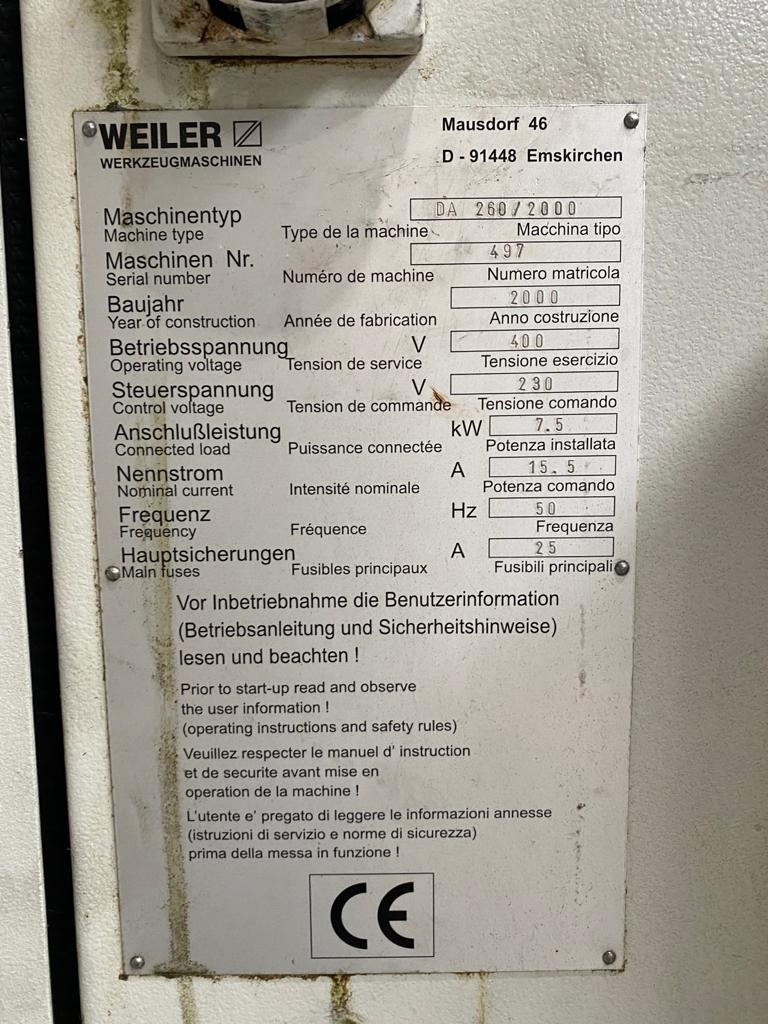 WEILER
WERKZEUGMASCHINEN
Mausdorf 46
D - 91448 Emskirchen
Maschinentyp DA 260/2000
Machine type Type de la machine Macchina tipo
Maschinen Nr. 497
Serial number Numéro de machine Numero matricola
Baujahr 2000
Year of construction Année de fabrication Anno costruzione
Betriebsspannung V 400
Operating voltage Tension de service Tensione esercizio
Steuerspannung V 230
Control voltage Tension de commande Tensione comando
Anschlußleistung kW 7.5
Connected load Puissance connectée Potenza installata
Nennstrom A 15.5
Nominal current Intensité nominale Potenza comando
Frequenz Hz 50
Frequency Fréquence Frequenza
Hauptsicherungen A 25
Main fuses Fusibles principaux Fusibili principali
Vor Inbetriebnahme die Benutzerinformation
(Betriebsanleitung und Sicherheitshinweise)
lesen und beachten !
Prior to start-up read and observe
the user information !
(operating instructions and safety rules)
Veuillez respecter le manuel d' instruction
et de securite avant mise en
operation de la machine !
L'utente e' pregato di leggere le informazioni annesse
(istruzioni di servizio e norme di sicurezza)
prima della messa in funzione !
CE